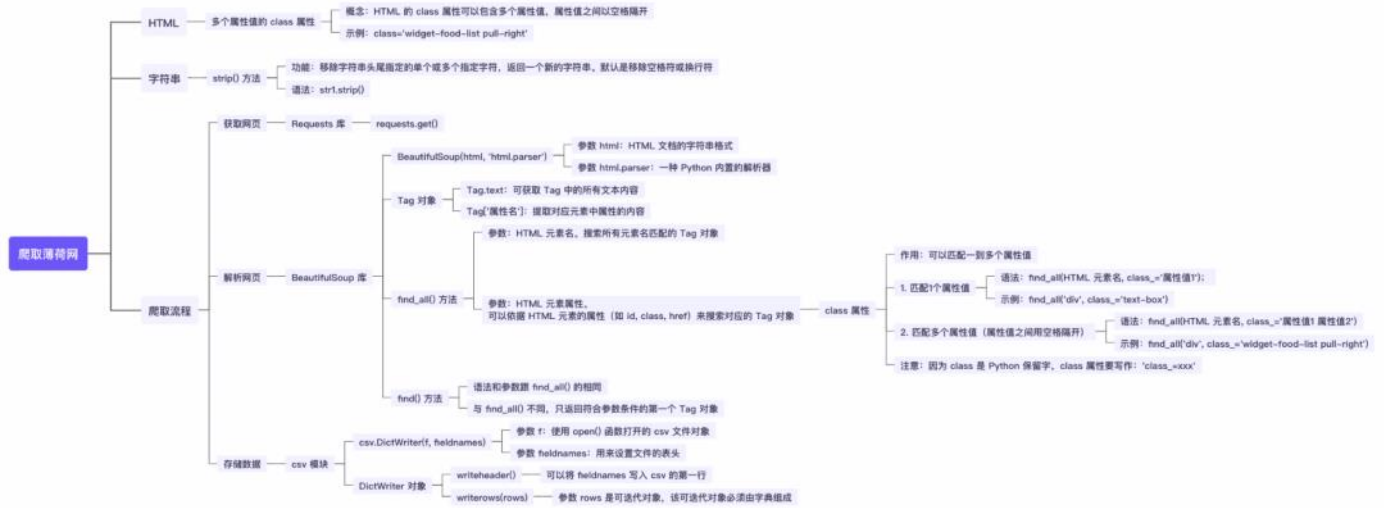 爬取薄荷网
HTML
多个属性值的 class 属性
概念：HTML 的 class 属性可以包含多个属性值，属性值之间以空格隔开
示例：class='widget-food-list pull-right'
字符串
strip() 方法
功能：移除字符串头尾指定的单个或多个指定字符，返回一个新的字符串，默认是移除空格符或换行符
语法：str1.strip()
爬取流程
获取网页
Requests 库
requests.get()
解析网页
BeautifulSoup 库
BeautifulSoup(html, 'html.parser')
参数 html：HTML 文档的字符串格式
参数 html.parser：一种 Python 内置的解析器
Tag 对象
Tag.text：可获取 Tag 中的所有文本内容
Tag['属性名']：提取对应元素中属性的内容
find_all() 方法
参数：HTML 元素名。搜索所有元素名匹配的 Tag 对象
参数：HTML 元素属性。
可以依据 HTML 元素的属性（如 id, class, href）来搜索对应的 Tag 对象
class 属性
作用：可以匹配一到多个属性值
1. 匹配1个属性值
语法：find_all(HTML 元素名, class_='属性值1');
示例：find_all('div', class_='text-box')
2. 匹配多个属性值（属性值之间用空格隔开）
语法：find_all(HTML 元素名, class_='属性值1 属性值2')
示例：find_all('div', class_='widget-food-list pull-right')
注意：因为 class 是 Python 保留字，class 属性要写作：'class_=xxx'
find() 方法
语法和参数跟 find_all() 的相同
与 find_all() 不同，只返回符合参数条件的第一个 Tag 对象
存储数据
csv 模块
csv.DictWriter(f, fieldnames)
参数 f：使用 open() 函数打开的 csv 文件对象
参数 fieldnames：用来设置文件的表头
DictWriter 对象
writeheader()
可以将 fieldnames 写入 csv 的第一行
writerows(rows)
参数 rows 是可迭代对象，该可迭代对象必须由字典组成